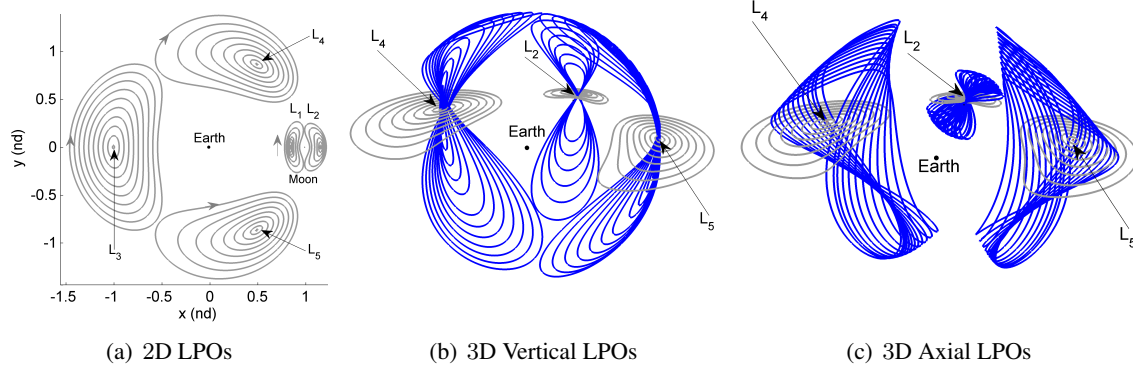 1
0.5
0
-0.5
-1
y (nd)
-1.5
-1
-0.5
0
0.5
1
x (nd)
L4
L1 L2
Earth
Moon
L3
L5
(a) 2D LPOs
L4
L2
Earth
L5
(b) 3D Vertical LPOs
L4
L2
Earth
L5
(c) 3D Axial LPOs